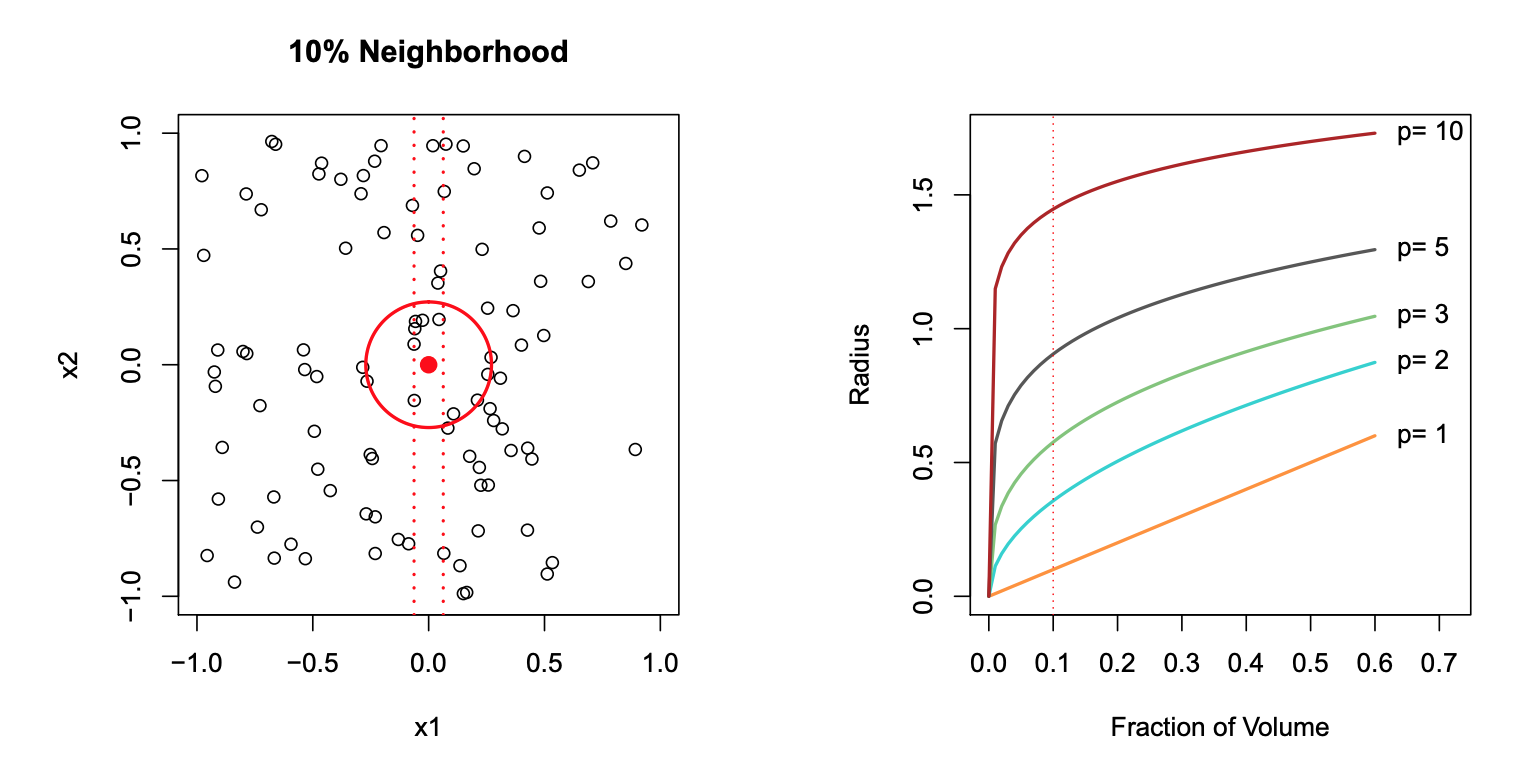 10% Neighborhood
1.0
0.5
0.0
−0.5
−1.0
x2
−1.0 −0.5 0.0 0.5 1.0
x1
p= 10
p= 5
p= 3
p= 2
p= 1
1.5
1.0
0.5
0.0
Radius
0.0 0.1 0.2 0.3 0.4 0.5 0.6 0.7
Fraction of Volume